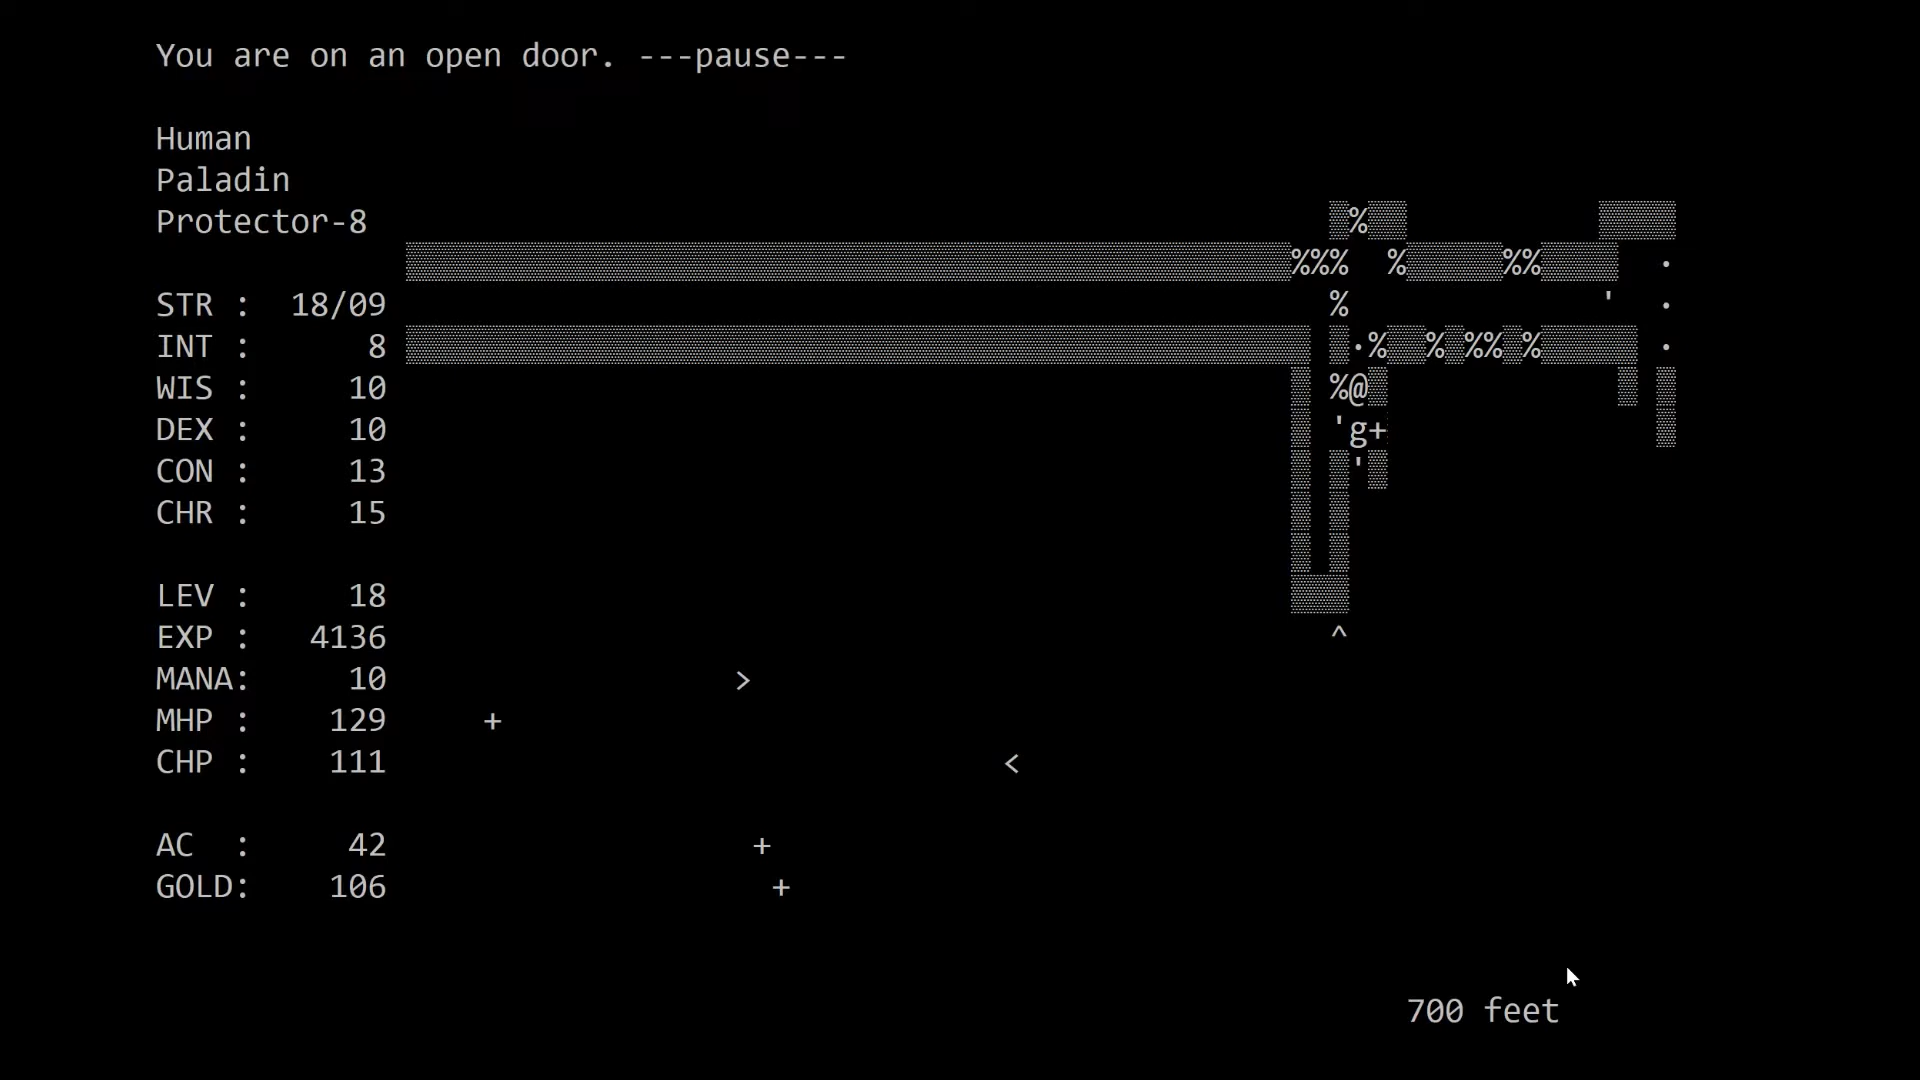 You are on an open door. ---pause---
Human
Paladin
Protector-8
▒%▒▒ ▒▒▒▒
▒▒▒▒▒▒▒▒▒▒▒▒▒▒▒▒▒▒▒▒▒▒▒▒▒▒▒▒▒▒▒▒▒▒▒▒▒▒▒▒▒▒▒▒▒▒%%% %▒▒▒▒▒%%▒▒▒▒ .
STR : 18/09 % ' .
INT : 8 ▒▒▒▒▒▒▒▒▒▒▒▒▒▒▒▒▒▒▒▒▒▒▒▒▒▒▒▒▒▒▒▒▒▒▒▒▒▒▒▒▒▒▒▒▒▒▒ ▒·%▒▒%▒%%▒%▒▒▒▒▒ .
WIS : 10 ▒ %@▒ ▒ ▒
DEX : 10 ▒ 'g+ ▒
CON : 13 ▒ ▒'▒
CHR : 15 ▒ ▒
▒ ▒
LEV : 18 ▒▒▒
EXP : 4136 ^
MANA: 10 >
MHP : 129 +
CHP : 111 <
AC : 42 +
GOLD: 106 +
700 feet